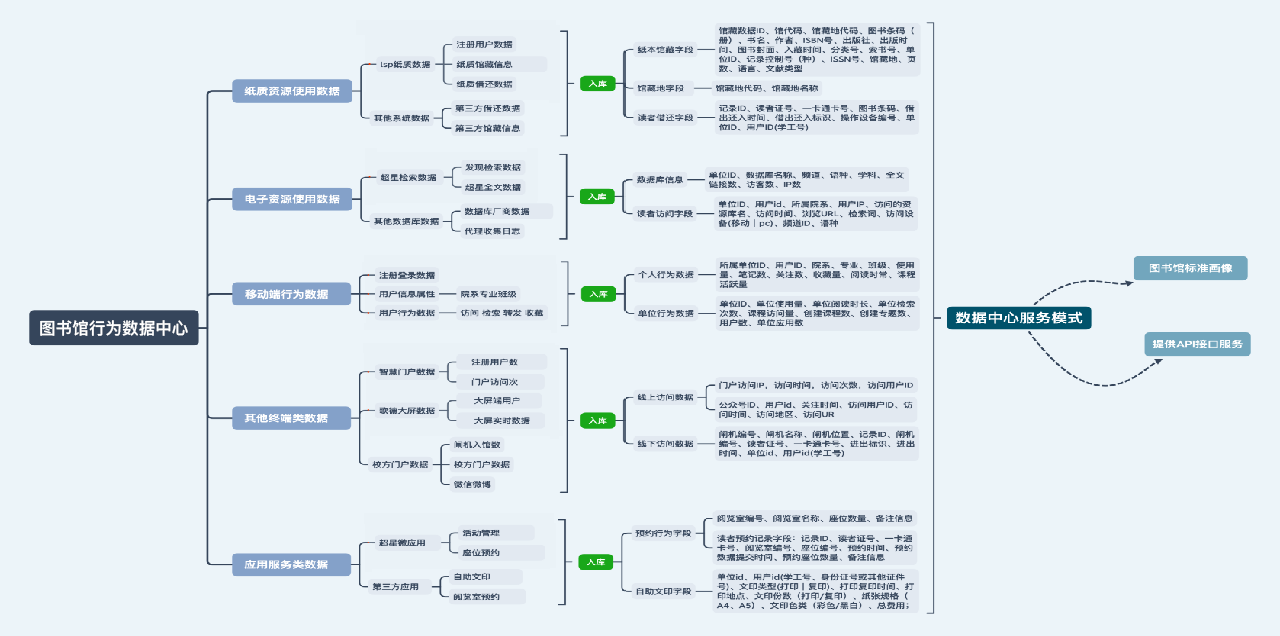 图书馆行为数据中心
纸质资源使用数据
lsp纸质数据
注册用户数据
纸质馆藏信息
纸质借还数据
其他系统数据
第三方借还数据
第三方馆藏信息
入库
纸本馆藏字段
馆藏数据ID、馆代码、馆藏地代码、图书条码（
册）、书名、作者、ISBN号、出版社、出版时
间、图书封面、入藏时间、分类号、索书号、单
位ID、记录控制号（种）、ISSN号、馆藏地、页
数、语言、文献类型
馆藏地字段
馆藏地代码、馆藏地名称
读者借还字段
记录ID、读者证号、一卡通卡号、图书条码、借
出还入时间、借出还入标识、操作设备编号、单
位ID、用户ID(学工号)
电子资源使用数据
超星检索数据
发现检索数据
超星全文数据
其他数据库数据
数据库厂商数据
代理收集日志
入库
数据库信息
单位ID、数据库名称、频道、语种、学科、全文
链接数、访客数、IP数
读者访问字段
单位ID、用户id、所属院系、用户IP、访问的资
源库名、访问时间、浏览URL、检索词、访问设
备(移动｜pc)、频道ID、语种
移动端行为数据
注册登录数据
用户信息属性
院系专业班级
用户行为数据
访问 检索 转发 收藏
入库
个人行为数据
所属单位ID、用户ID、院系、专业、班级、使用
量、笔记数、关注数、收藏量、阅读时常、课程
活跃量
单位行为数据
单位ID、单位使用量、单位阅读时长、单位检索
次数、课程访问量、创建课程数、创建专题数、
用户数、单位应用数
其他终端类数据
智慧门户数据
注册用户数
门户访问次
歌德大屏数据
大屏端用户
大屏实时数据
校方门户数据
闸机入馆数
校方门户数据
微信微博
入库
线上访问数据
门户访问IP，访问时间，访问次数、访问用户ID
公众号ID、用户id、关注时间、访问用户ID、访
问时间、访问地区、访问UR
线下访问数据
闸机编号、闸机名称、闸机位置、记录ID、闸机
编号、读者证号、一卡通卡号、进出标识、进出
时间、单位id、用户id(学工号)
应用服务类数据
超星微应用
活动管理
座位预约
第三方应用
自助文印
阅览室预约
入库
预约行为字段
阅览室编号、阅览室名称、座位数量、备注信息
读者预约记录字段：记录ID、读者证号、一卡通
卡号、阅览室编号、座位编号、预约时间、预约
数据提交时间、预约座位数量、备注信息
自助文印字段
单位id、用户id(学工号、身份证号或其他证件
号)、文印类型(打印｜复印)、打印复印时间、打
印地点、文印份数（打印/复印）、纸张规格（
A4、A5）、文印色类（彩色/黑白）、总费用；
数据中心服务模式
图书馆标准画像
提供API接口服务